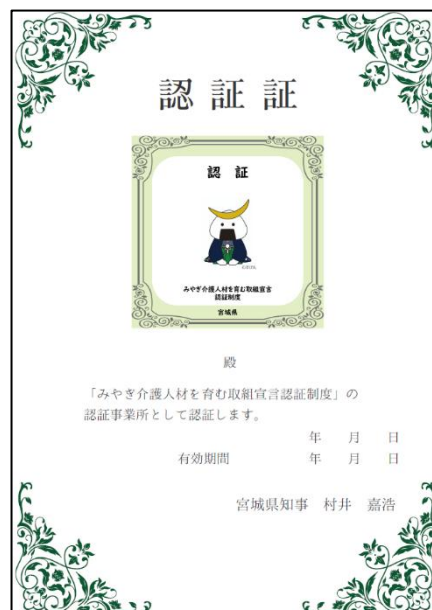 認証証
認 証
みやぎ介護人材を育む取組宣言
認証制度
宮城県
殿
「みやぎ介護人材を育む取組宣言認証制度」の
認証事業所として認証します。
年 月 日
有効期間 年 月 日
宮城県知事 村井 嘉浩